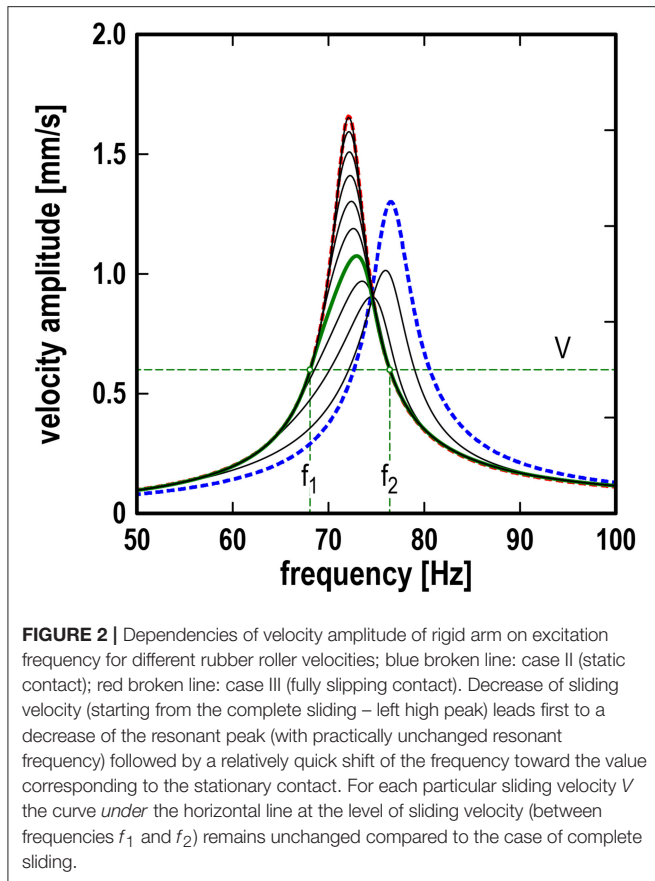 2.0
1.5
1.0
0.5
0
velocity amplitude [mm/s]
V
f1
f2
50
60
70
80
90
100
frequency [Hz]
FIGURE 2 | Dependencies of velocity amplitude of rigid arm on excitation
frequency for different rubber roller velocities; blue broken line: case II (static
contact); red broken line: case III (fully slipping contact). Decrease of sliding
velocity (starting from the complete sliding – left high peak) leads first to a
decrease of the resonant peak (with practically unchanged resonant
frequency) followed by a relatively quick shift of the frequency toward the value
corresponding to the stationary contact. For each particular sliding velocity V
the curve under the horizontal line at the level of sliding velocity (between
frequencies f1 and f2) remains unchanged compared to the case of complete
sliding.